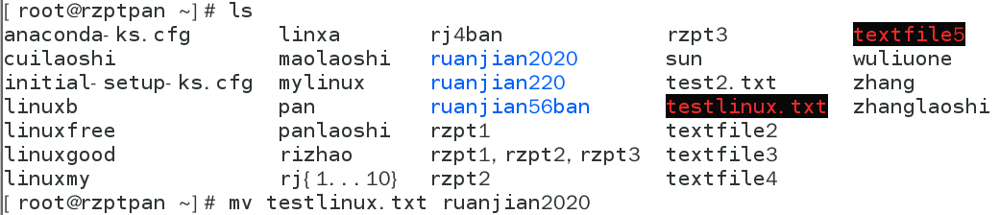 [ root@rzptpan ~] # ls
anaconda- ks. cfg linxa rj4ban rzpt3 textfile5
cuilaoshi maolaoshi ruanjian2020 sun wuliuone
initial- setup- ks. cfg mylinux ruanjian220 test2. txt zhang
linuxb pan ruanjian56ban testlinux. txt zhanglaoshi
linuxfree panlaoshi rzpt1 textfile2
linuxgood rizhao rzpt1, rzpt2, rzpt3 textfile3
linuxmy rj{ 1. . . 10} rzpt2 textfile4
[ root@rzptpan ~] # mv testlinux. txt ruanjian2020